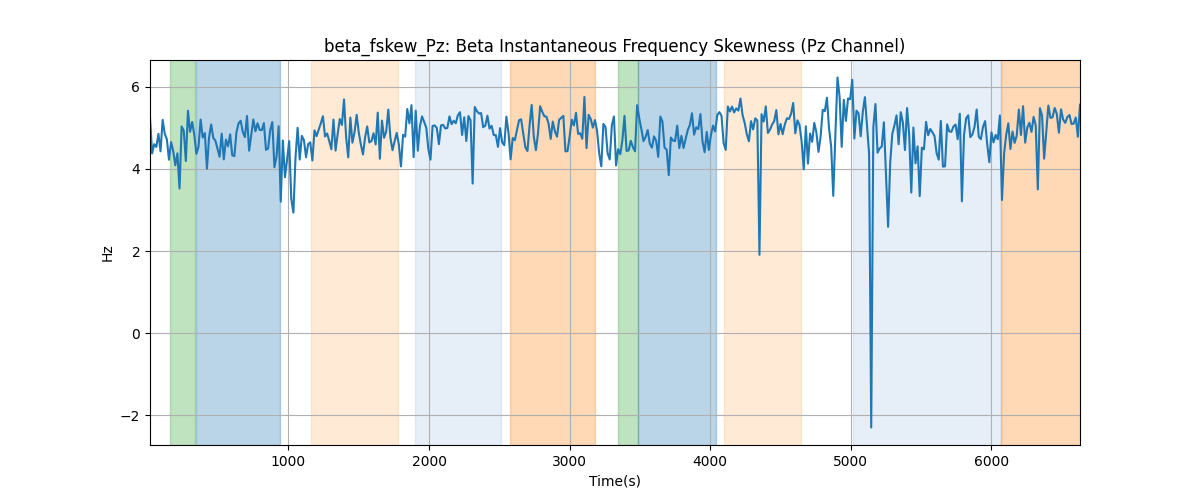 beta_fskew_Pz: Beta Instantaneous Frequency Skewness (Pz Channel)
Hz
6
4
2
0
−2
1000 2000 3000 4000 5000 6000
Time(s)